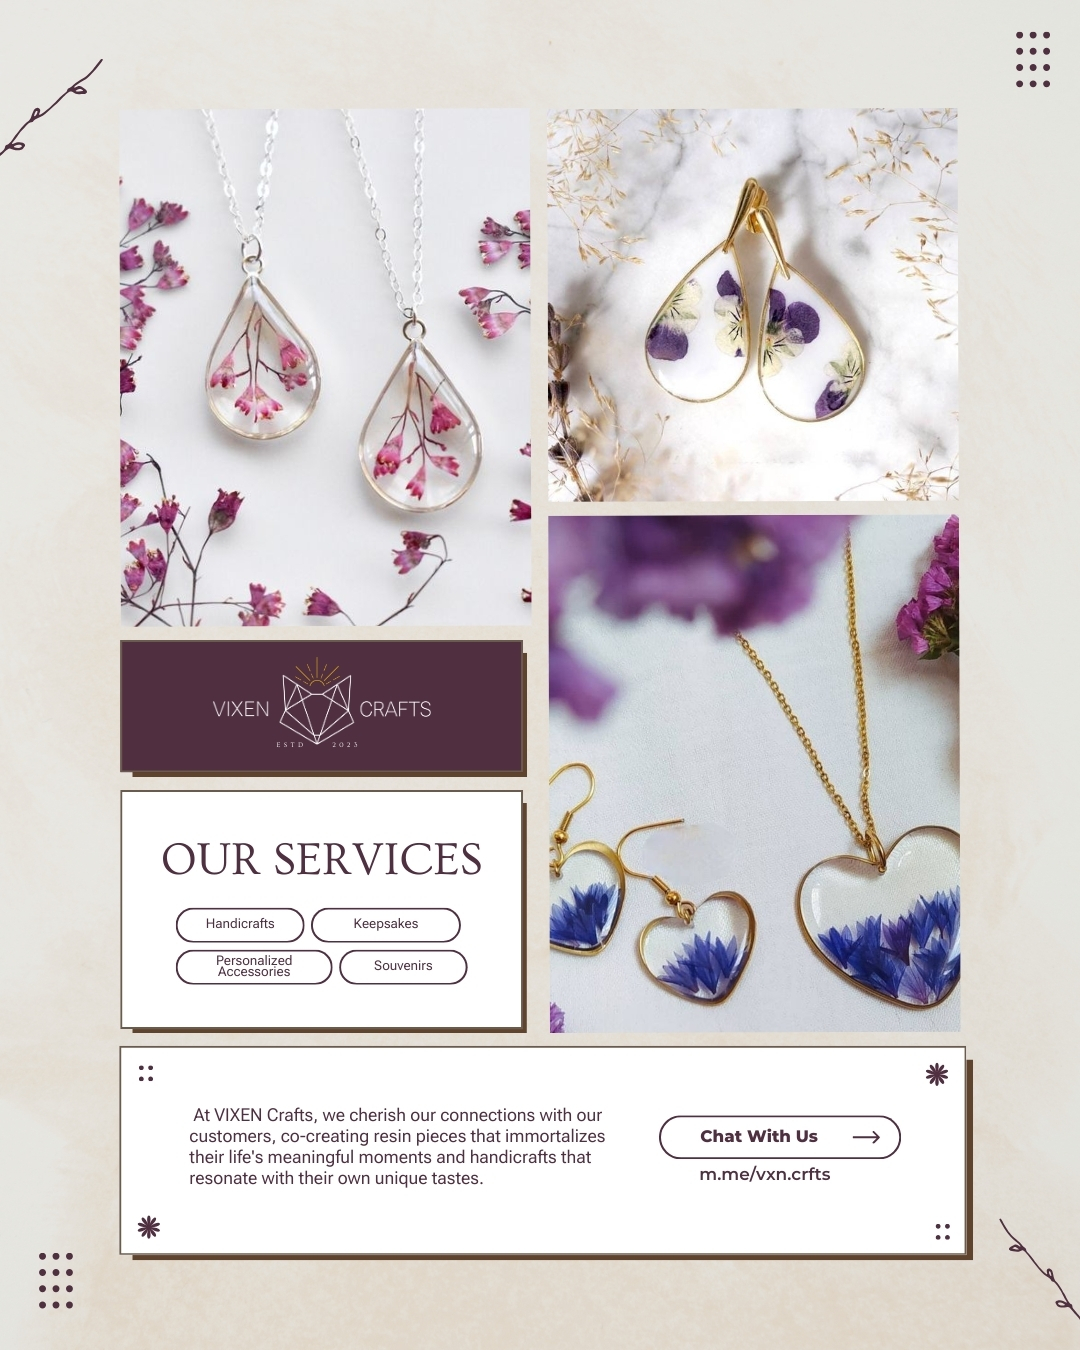 VIXEN CRAFTS
ESTD 2023
OUR SERVICES
Handicrafts
Keepsakes
Personalized
Accessories
Souvenirs
At VIXEN Crafts, we cherish our connections with our
customers, co-creating resin pieces that immortalizes
their life's meaningful moments and handicrafts that
resonate with their own unique tastes.
Chat With Us
m.me/vxn.crfts